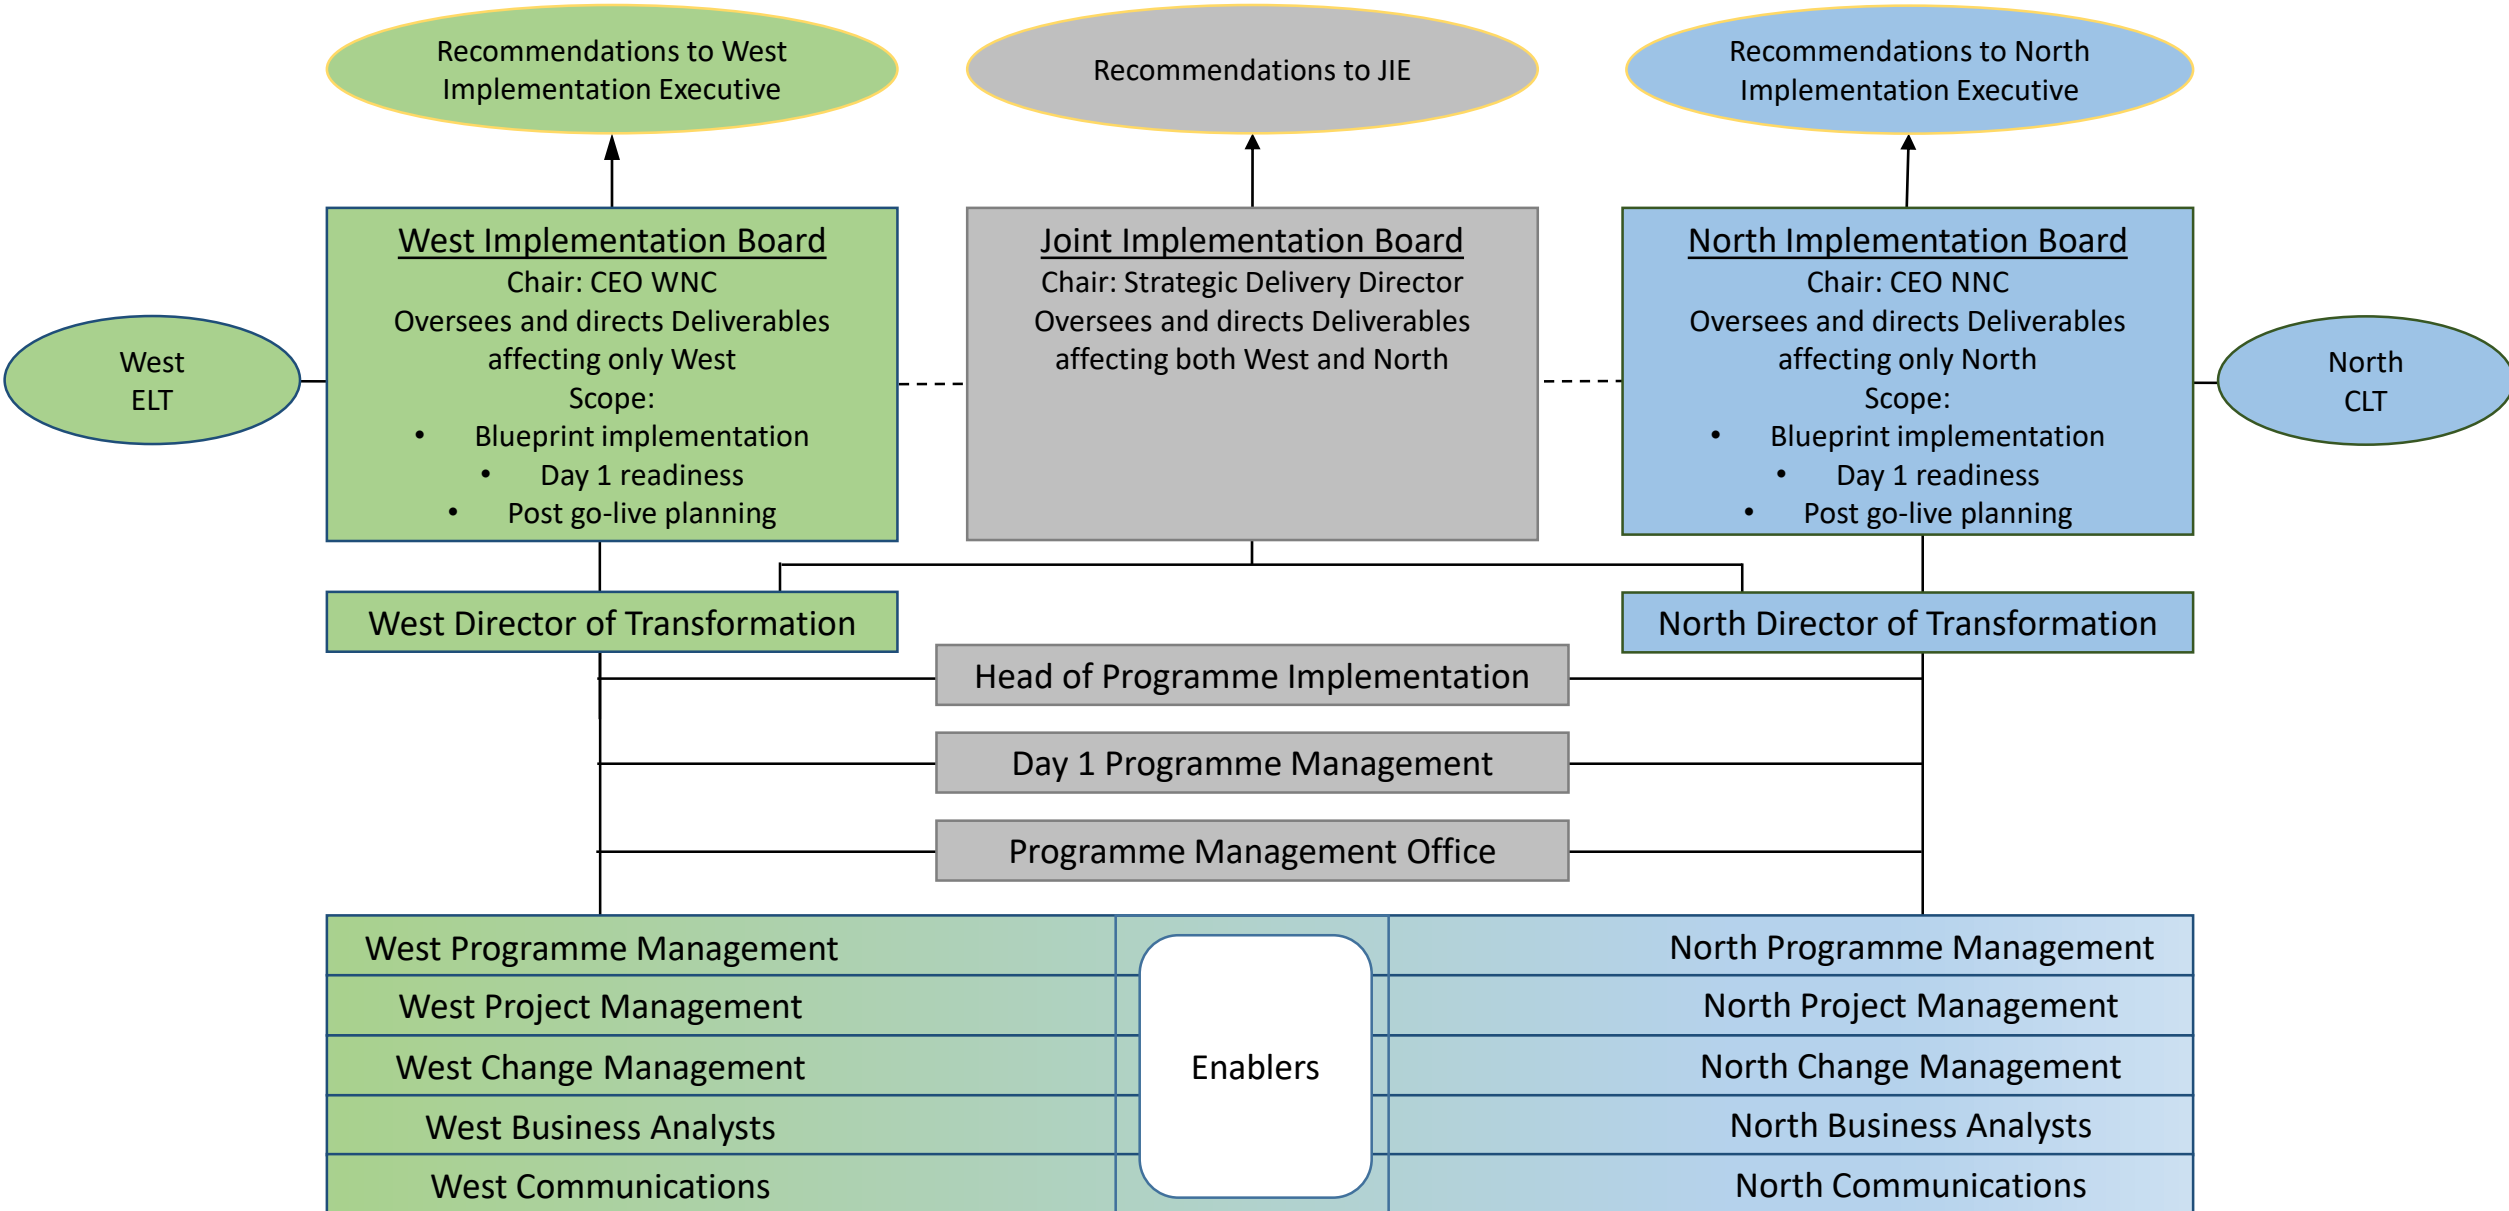 Recommendations to West
Implementation Executive
Recommendations to JIE
Recommendations to North
Implementation Executive
West
ELT
West Implementation Board
Chair: CEO WNC
Oversees and directs Deliverables
affecting only West
Scope:
• Blueprint implementation
• Day 1 readiness
• Post go-live planning
Joint Implementation Board
Chair: Strategic Delivery Director
Oversees and directs Deliverables
affecting both West and North
North Implementation Board
Chair: CEO NNC
Oversees and directs Deliverables
affecting only North
Scope:
• Blueprint implementation
• Day 1 readiness
• Post go-live planning
North
CLT
West Director of Transformation
North Director of Transformation
Head of Programme Implementation
Day 1 Programme Management
Programme Management Office
West Programme Management
West Project Management
West Change Management
West Business Analysts
West Communications
Enablers
North Programme Management
North Project Management
North Change Management
North Business Analysts
North Communications